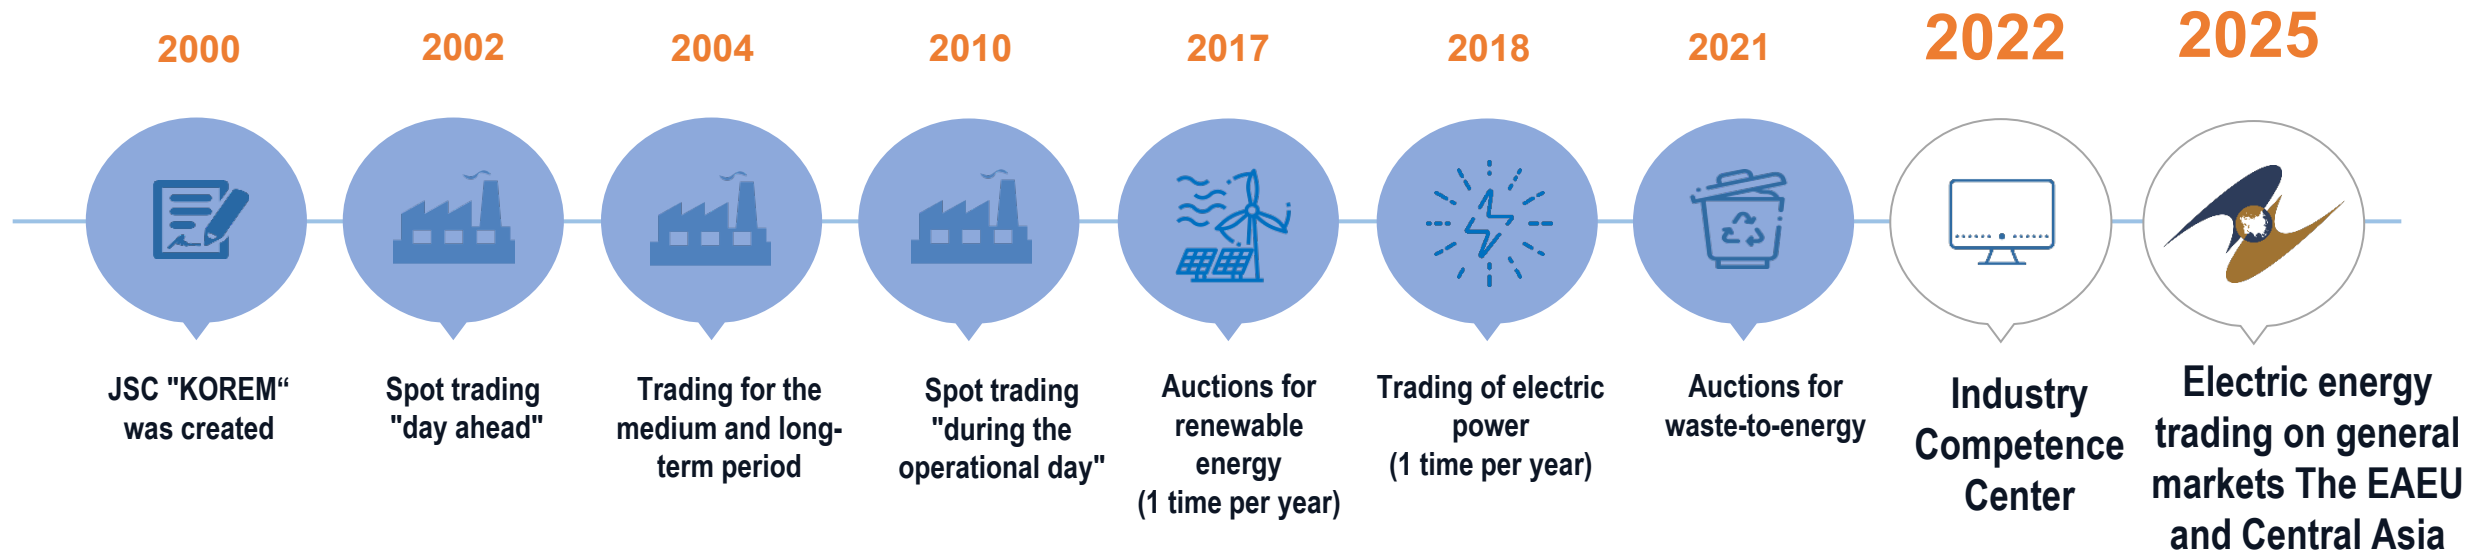 2000
2002
2004
2010
2017
2018
2021
2022
2025
JSC "KOREM“
was created
Spot trading
"day ahead"
Trading for the
medium and long-
term period
Spot trading
"during the
operational day"
Auctions for
renewable
energy
(1 time per year)
Trading of electric
power
(1 time per year)
Auctions for
waste-to-energy
Industry
Competence
Center
Electric energy
trading on general
markets The EAEU
and Central Asia